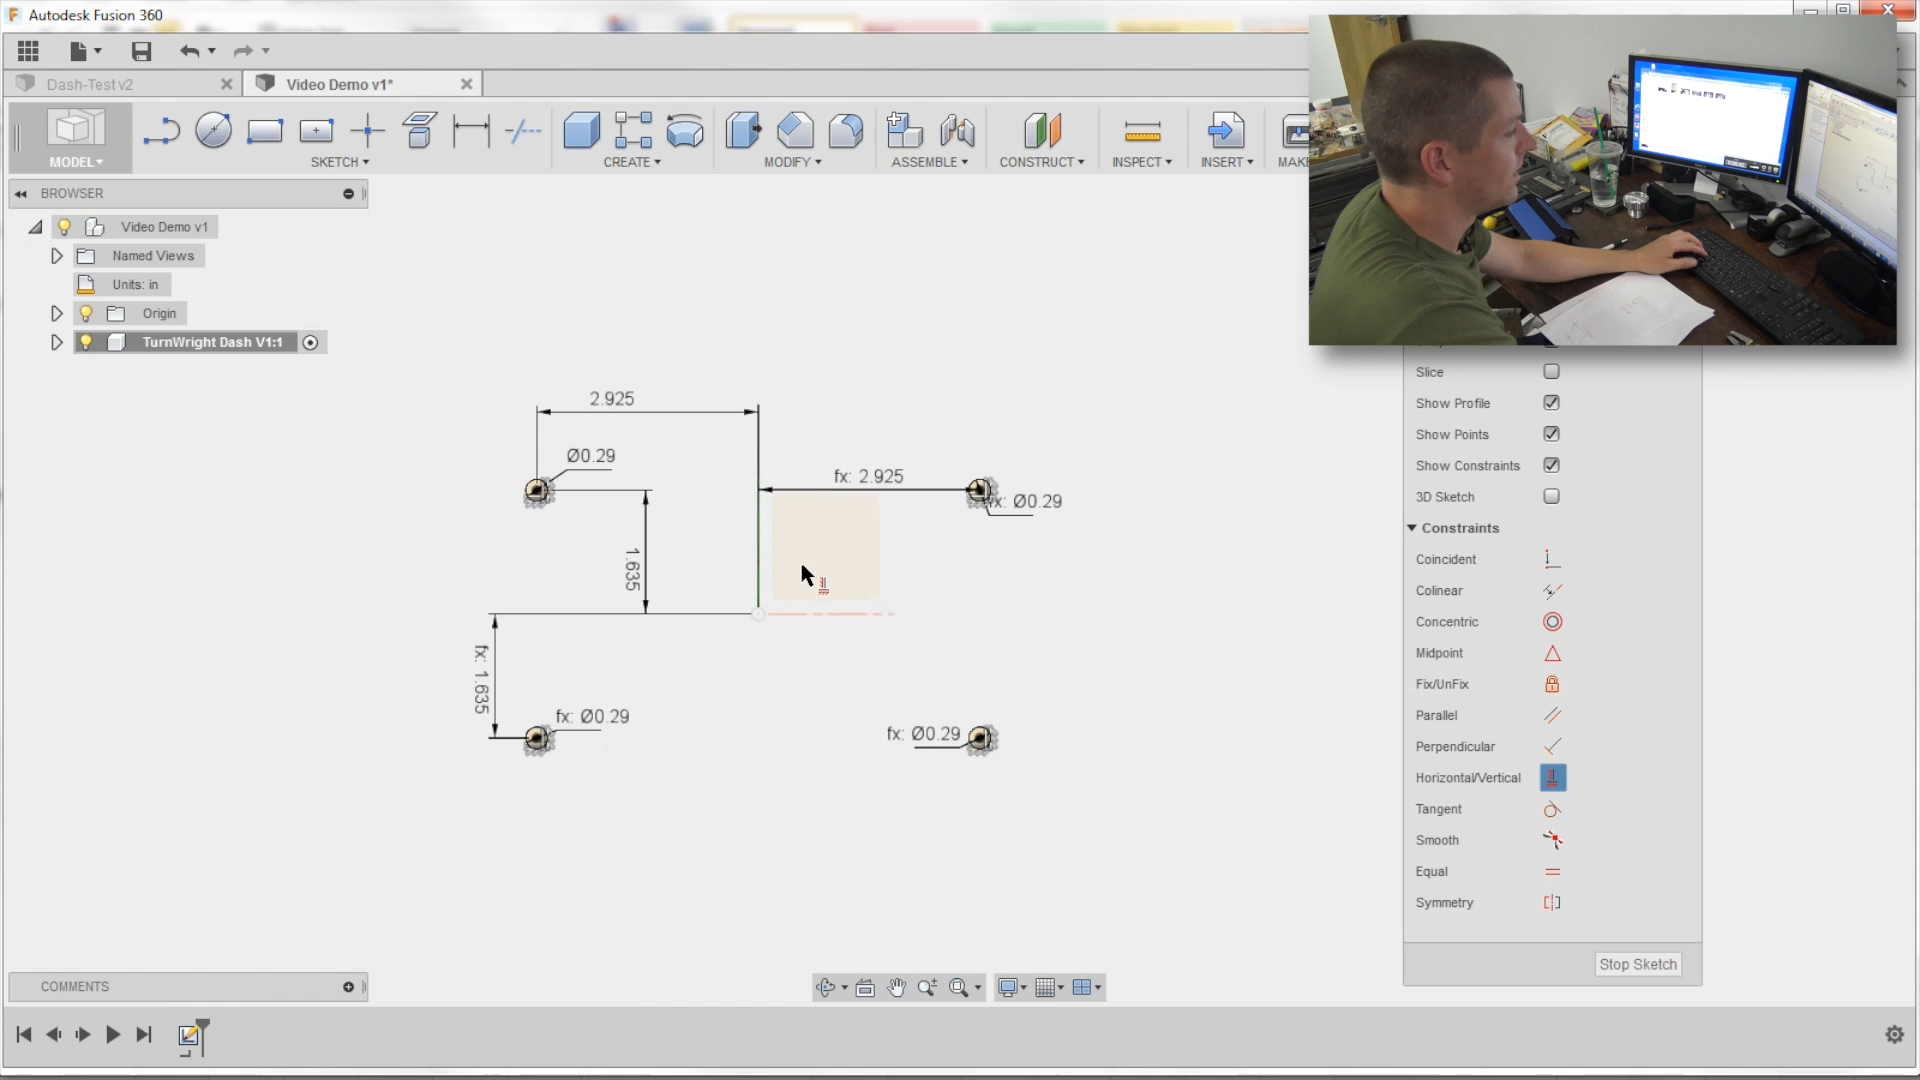 Autodesk Fusion 360
Dash-Test v2
Video Demo v1*
MODEL
SKETCH
CREATE
MODIFY
ASSEMBLE
CONSTRUCT
INSPECT
INSERT
BROWSER
Video Demo v1
Named Views
Units: in
Origin
TurnWright Dash V1:1
Slice
Show Profile
Show Points
Show Constraints
3D Sketch
Constraints
Coincident
Colinear
Concentric
Midpoint
Fix/UnFix
Parallel
Perpendicular
Horizontal/Vertical
Tangent
Smooth
Equal
Symmetry
Stop Sketch
2.925
Ø0.29
fx: 2.925
fx: Ø0.29
1.635
fx: 1.635
fx: Ø0.29
fx: Ø0.29
COMMENTS